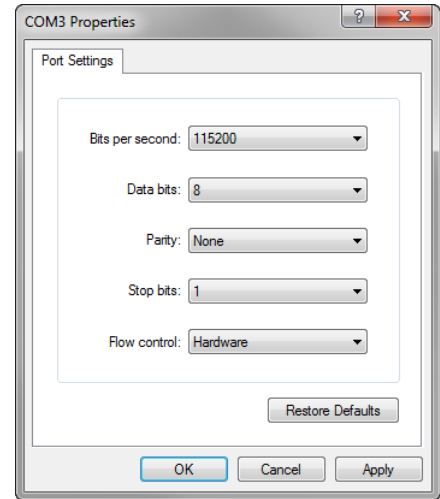 COM3 Properties
Port Settings
Bits per second: 115200
Data bits: 8
Parity: None
Stop bits: 1
Flow control: Hardware
Restore Defaults
OK Cancel Apply